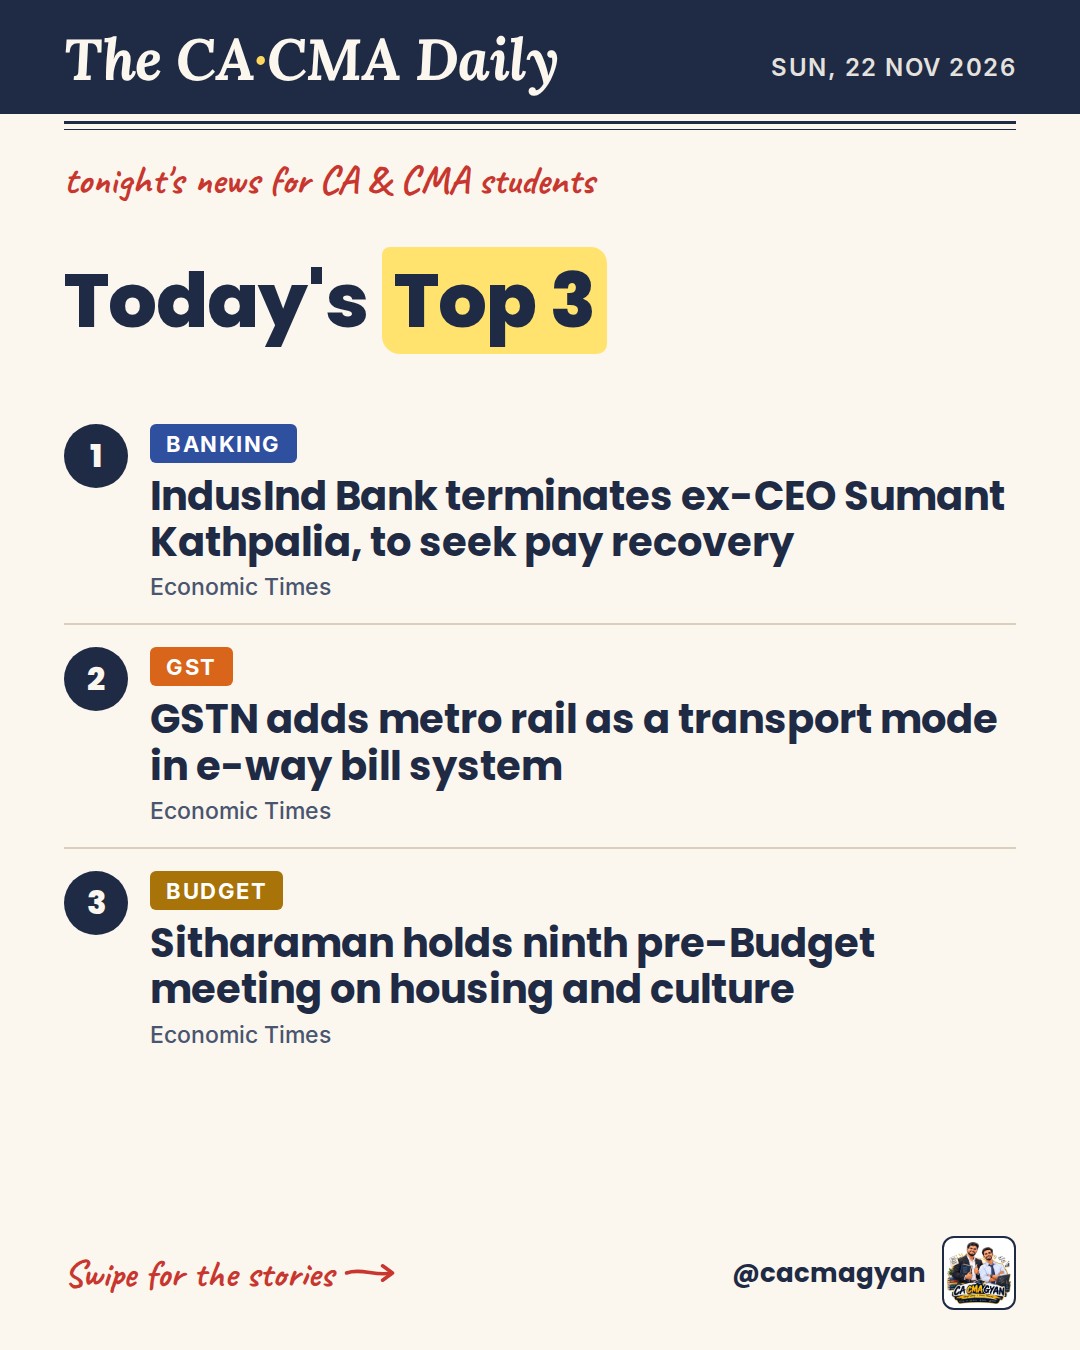 The CA·CMA Daily
SUN, 22 NOV 2026
tonight's news for CA & CMA students
Today's Top 3
1
BANKING
IndusInd Bank terminates ex-CEO Sumant
Kathpalia, to seek pay recovery
Economic Times
2
GST
GSTN adds metro rail as a transport mode
in e-way bill system
Economic Times
3
BUDGET
Sitharaman holds ninth pre-Budget
meeting on housing and culture
Economic Times
Swipe for the stories →
@cacmagyan
CA CMA GYAN